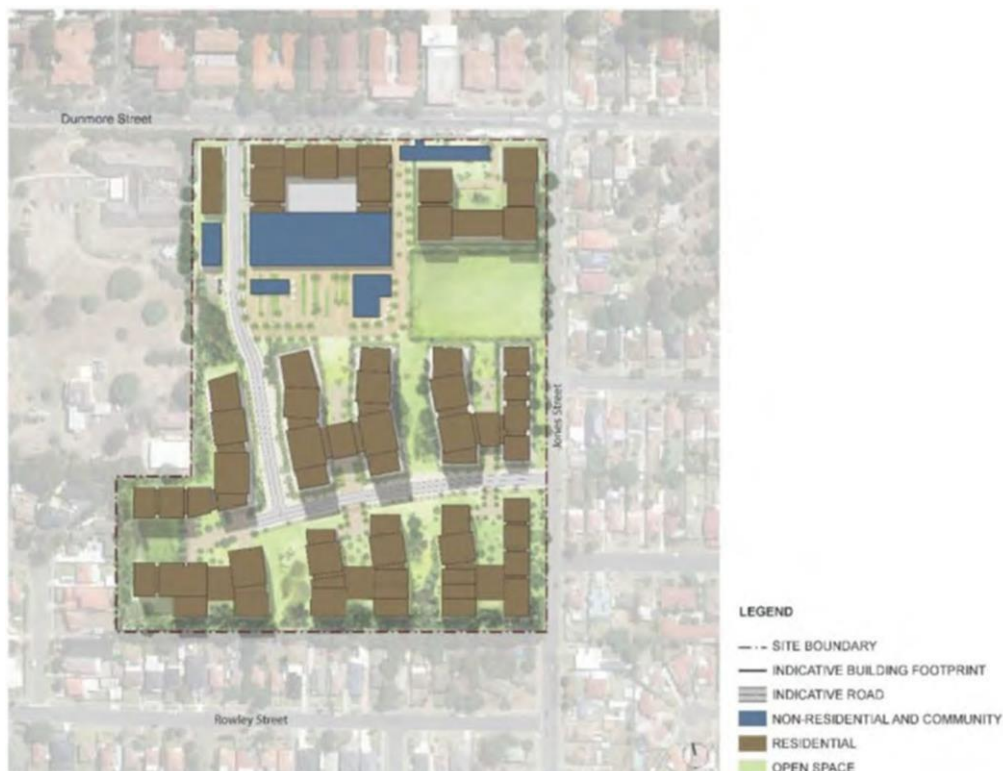 Dunmore Street
Jones Street
Rowley Street
LEGEND
SITE BOUNDARY
INDICATIVE BUILDING FOOTPRINT
INDICATIVE ROAD
NON-RESIDENTIAL AND COMMUNITY
RESIDENTIAL
OPEN SPACE